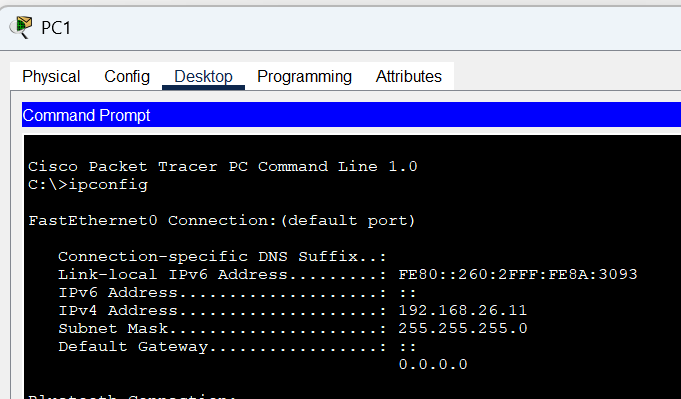 PC1
Physical Config Desktop Programming Attributes
Command Prompt
Cisco Packet Tracer PC Command Line 1.0
C:\>ipconfig
FastEthernet0 Connection:(default port)
Connection-specific DNS Suffix..:
Link-local IPv6 Address.........: FE80::260:2FFF:FE8A:3093
IPv6 Address....................: ::
IPv4 Address....................: 192.168.26.11
Subnet Mask.....................: 255.255.255.0
Default Gateway.................: ::
0.0.0.0
Bluetooth Connection: